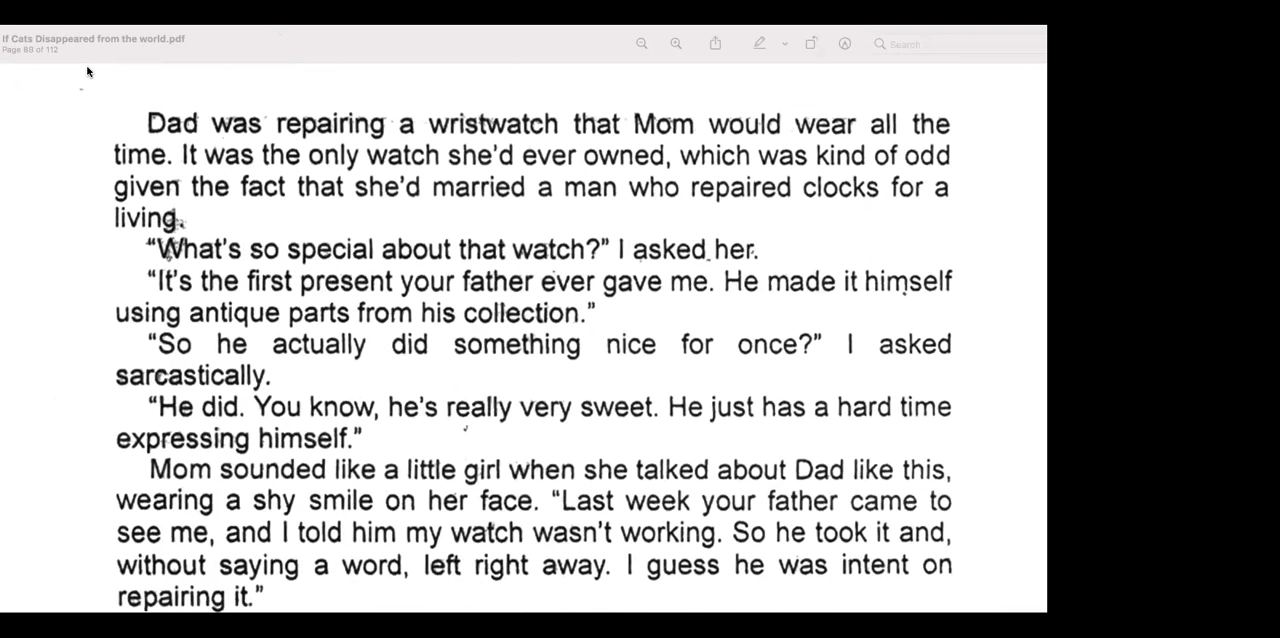 If Cats Disappeared from the world.pdf
Page 88 of 112
Search
Dad was repairing a wristwatch that Mom would wear all the
time. It was the only watch she'd ever owned, which was kind of odd
given the fact that she'd married a man who repaired clocks for a
living.
“What's so special about that watch?” I asked her.
“It's the first present your father ever gave me. He made it himself
using antique parts from his collection.”
“So he actually did something nice for once?” I asked
sarcastically.
“He did. You know, he's really very sweet. He just has a hard time
expressing himself.”
Mom sounded like a little girl when she talked about Dad like this,
wearing a shy smile on her face. “Last week your father came to
see me, and I told him my watch wasn't working. So he took it and,
without saying a word, left right away. I guess he was intent on
repairing it.”